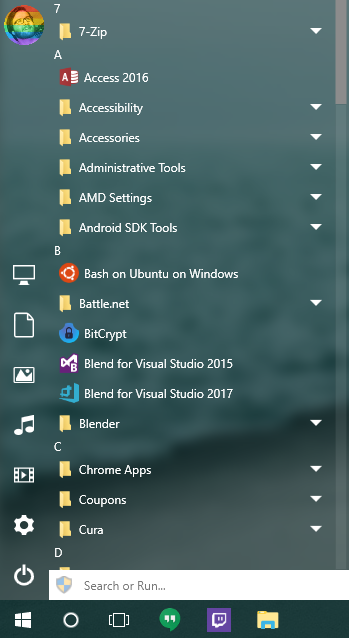 7
7-Zip
A
Access 2016
Accessibility
Accessories
Administrative Tools
AMD Settings
Android SDK Tools
B
Bash on Ubuntu on Windows
Battle.net
BitCrypt
Blend for Visual Studio 2015
Blend for Visual Studio 2017
Blender
C
Chrome Apps
Coupons
Cura
D
Search or Run...